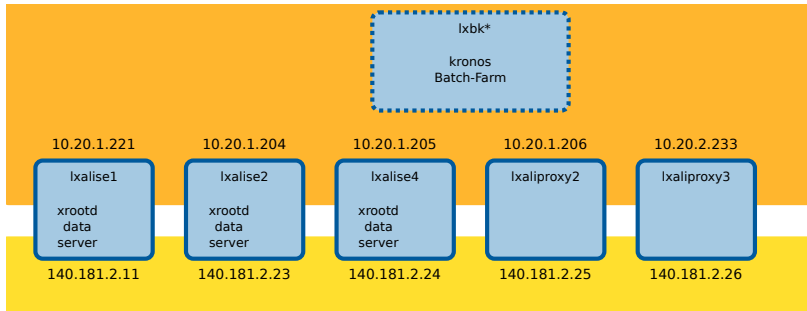 lxbk*
kronos
Batch-Farm
10.20.1.221
10.20.1.204
10.20.1.205
10.20.1.206
10.20.2.233
lxalise1
xrootd
data
server
lxalise2
xrootd
data
server
lxalise4
xrootd
data
server
lxaliproxy2
lxaliproxy3
140.181.2.11
140.181.2.23
140.181.2.24
140.181.2.25
140.181.2.26